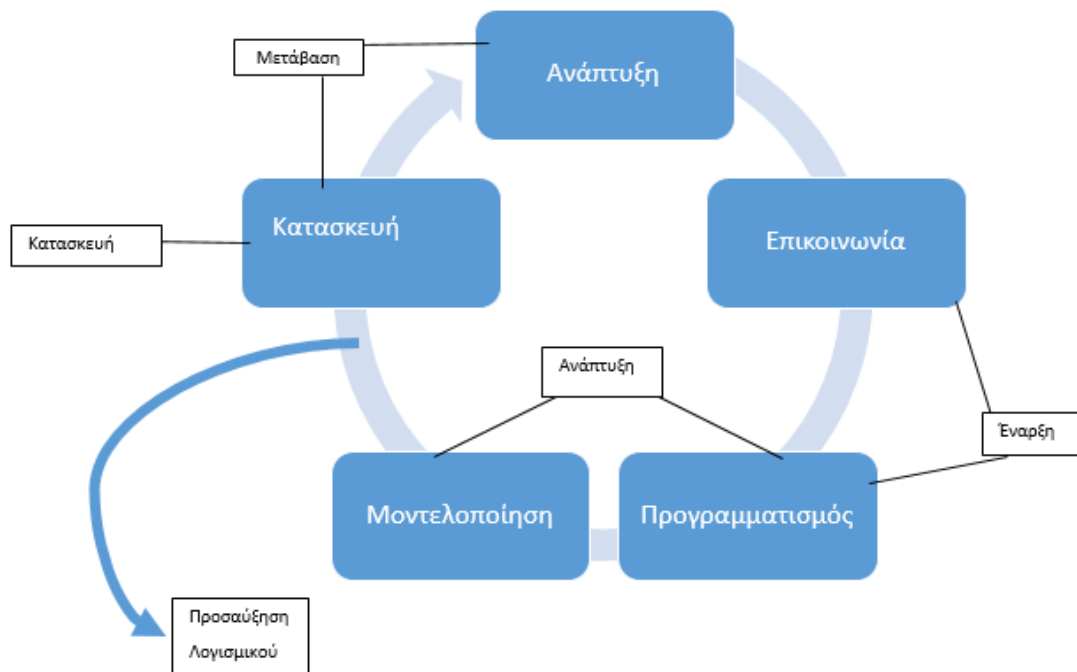 Μετάβαση
Ανάπτυξη
Κατασκευή
Κατασκευή
Επικοινωνία
Ανάπτυξη
Έναρξη
Μοντελοποίηση
Προγραμματισμός
Προσαύξηση
Λογισμικού